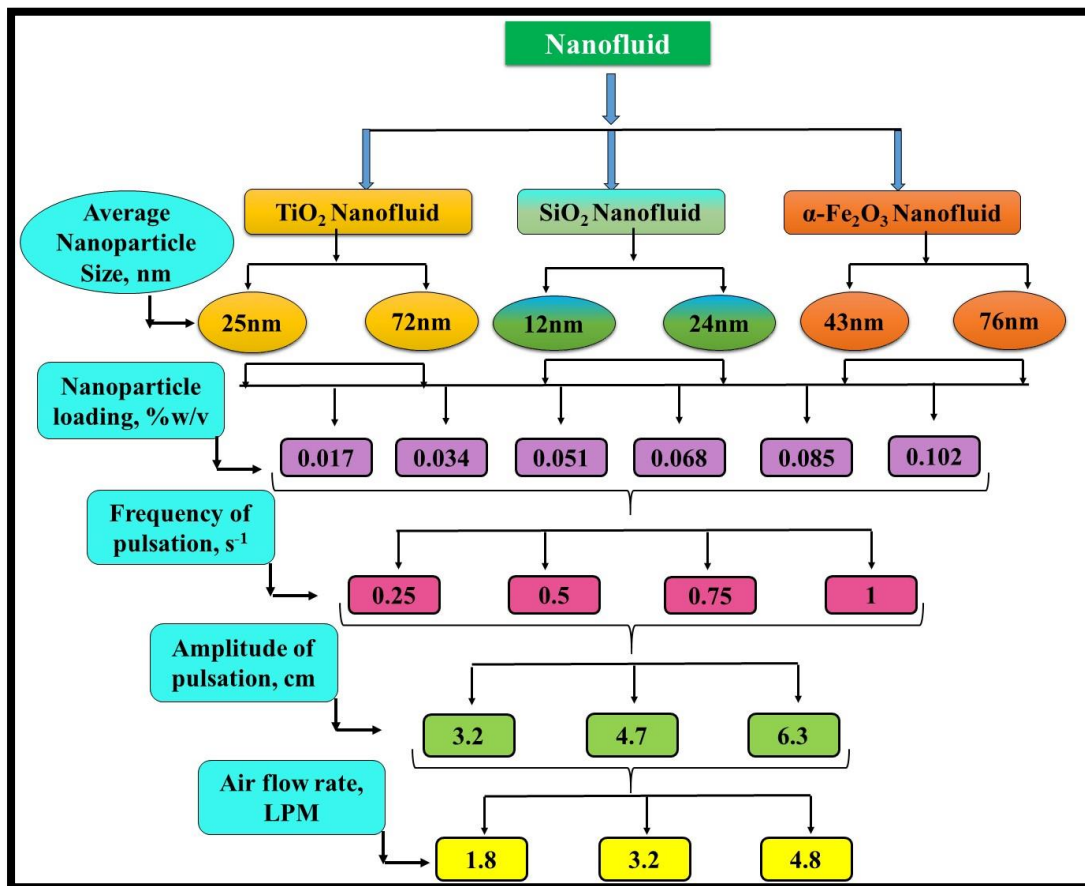 Nanofluid
TiO₂ Nanofluid
SiO₂ Nanofluid
α-Fe₂O₃ Nanofluid
Average
Nanoparticle
Size, nm
25nm
72nm
12nm
24nm
43nm
76nm
Nanoparticle
loading, %w/v
0.017
0.034
0.051
0.068
0.085
0.102
Frequency of
pulsation, s⁻¹
0.25
0.5
0.75
1
Amplitude of
pulsation, cm
3.2
4.7
6.3
Air flow rate,
LPM
1.8
3.2
4.8